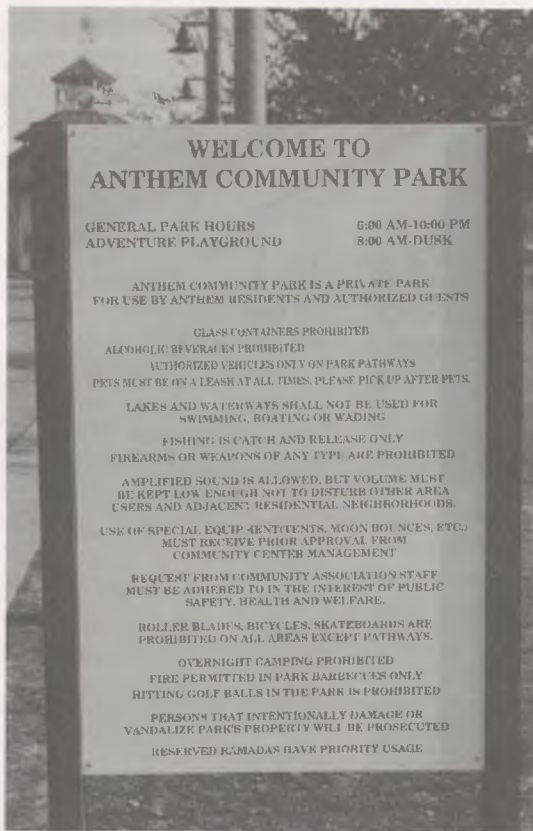 WELCOME TO
ANTHEM COMMUNITY PARK
GENERAL PARK HOURS 6:00 AM-10:00 PM
ADVENTURE PLAYGROUND 8:00 AM-DUSK
ANTHEM COMMUNITY PARK IS A PRIVATE PARK
FOR USE BY ANTHEM RESIDENTS AND AUTHORIZED GUESTS
GLASS CONTAINERS PROHIBITED
ALCOHOLIC BEVERAGES PROHIBITED
AUTHORIZED VEHICLES ONLY ON PARK PATHWAYS
PETS MUST BE ON A LEASH AT ALL TIMES. PLEASE PICK UP AFTER PETS.
LAKES AND WATERWAYS SHALL NOT BE USED FOR
SWIMMING, BOATING OR WADING
FISHING IS CATCH AND RELEASE ONLY
FIREARMS OR WEAPONS OF ANY TYPE ARE PROHIBITED
AMPLIFIED SOUND IS ALLOWED, BUT VOLUME MUST
BE KEPT LOW ENOUGH NOT TO DISTURB OTHER AREA
USERS AND ADJACENT RESIDENTIAL NEIGHBORHOODS.
USE OF SPECIAL EQUIPMENT(TENTS, MOON BOUNCES, ETC.)
MUST RECEIVE PRIOR APPROVAL FROM
COMMUNITY CENTER MANAGEMENT
REQUEST FROM COMMUNITY ASSOCIATION STAFF
MUST BE ADHERED TO IN THE INTEREST OF PUBLIC
SAFETY, HEALTH AND WELFARE.
ROLLER BLADES, BICYCLES, SKATEBOARDS ARE
PROHIBITED ON ALL AREAS EXCEPT PATHWAYS.
OVERNIGHT CAMPING PROHIBITED
FIRE PERMITTED IN PARK BARBECUES ONLY
HITTING GOLF BALLS IN THE PARK IS PROHIBITED
PERSONS THAT INTENTIONALLY DAMAGE OR
VANDALIZE PARK'S PROPERTY WILL BE PROSECUTED
RESERVED RAMADAS HAVE PRIORITY USAGE